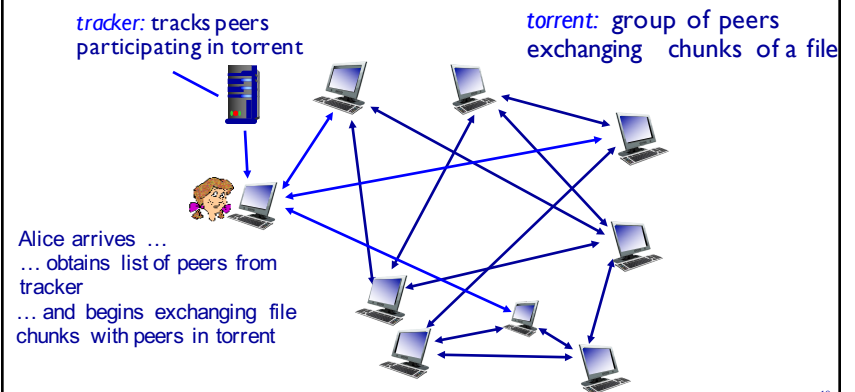 tracker: tracks peers
participating in torrent
torrent: group of peers
exchanging chunks of a file
Alice arrives …
… obtains list of peers from
tracker
… and begins exchanging file
chunks with peers in torrent